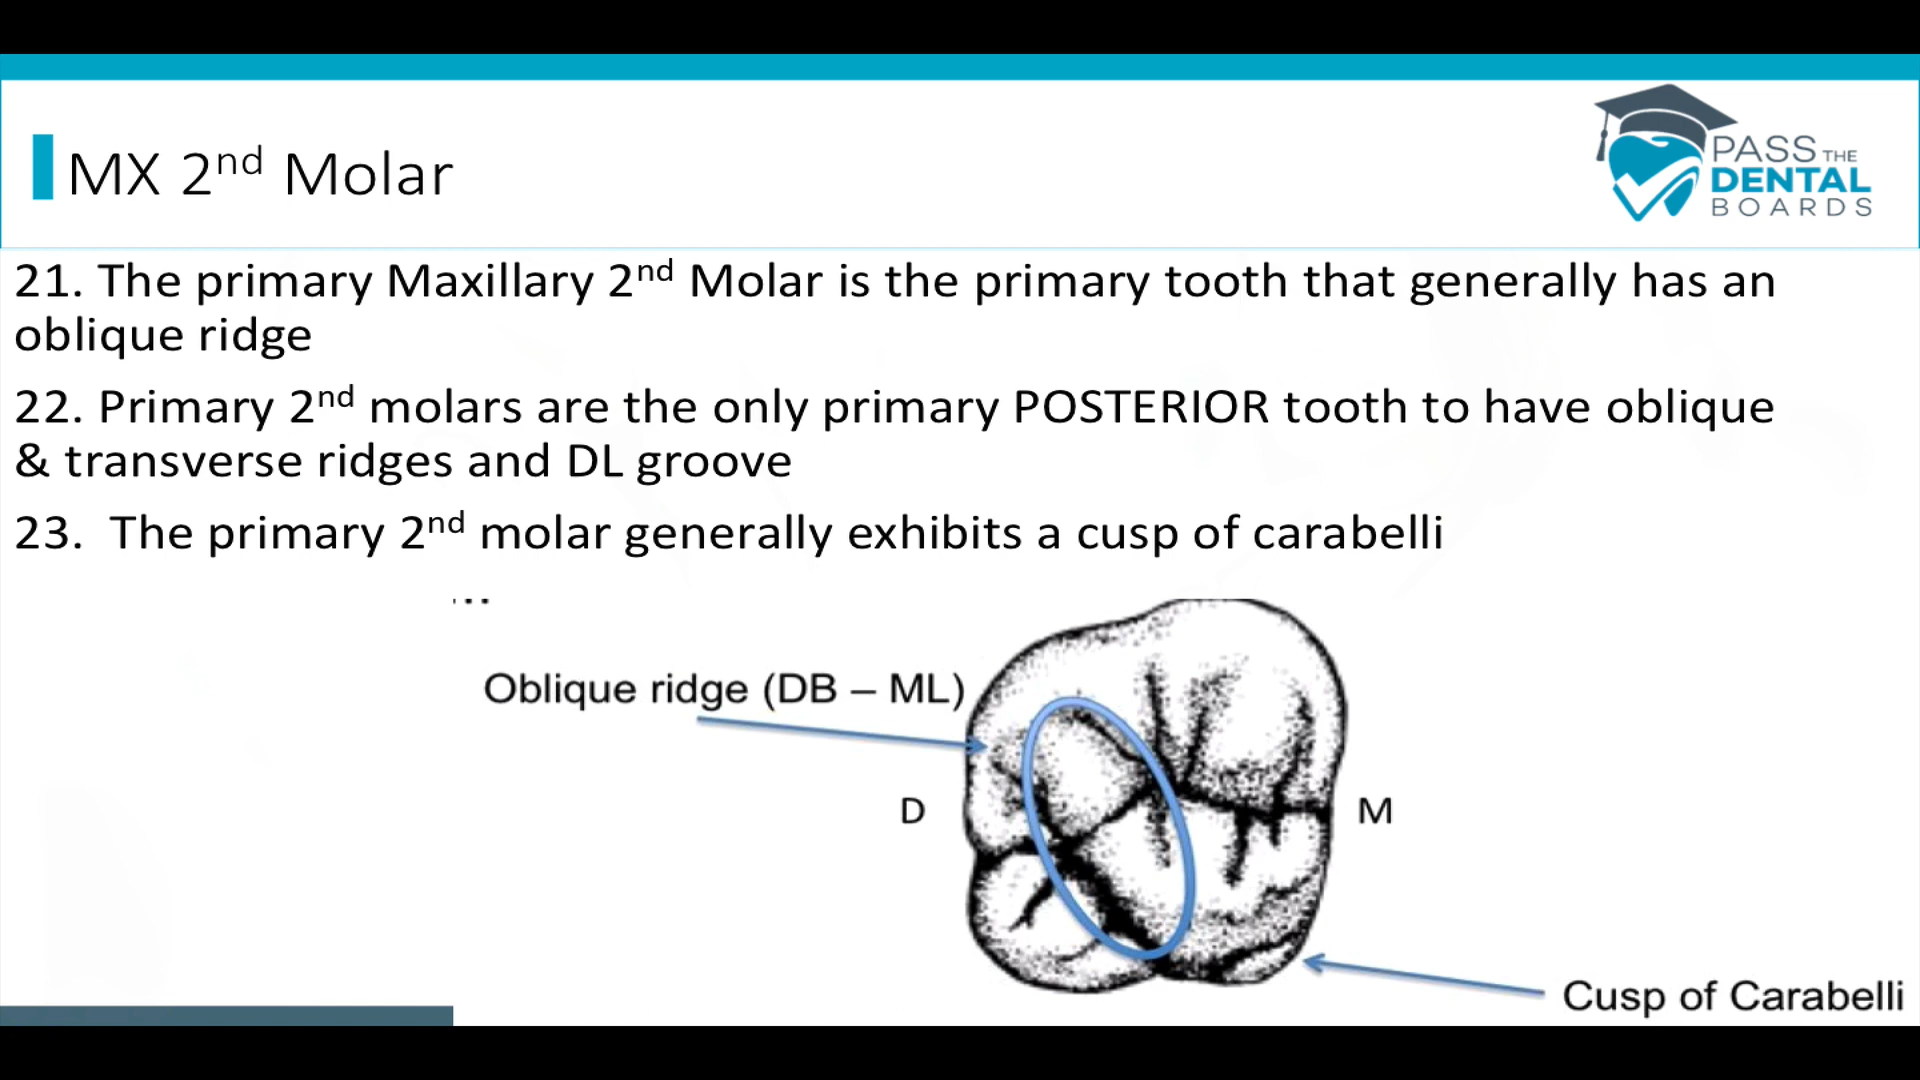 MX 2nd Molar
PASS THE
DENTAL
BOARDS
21. The primary Maxillary 2nd Molar is the primary tooth that generally has an
oblique ridge
22. Primary 2nd molars are the only primary POSTERIOR tooth to have oblique
& transverse ridges and DL groove
23. The primary 2nd molar generally exhibits a cusp of carabelli
Oblique ridge (DB – ML)
D
M
Cusp of Carabelli